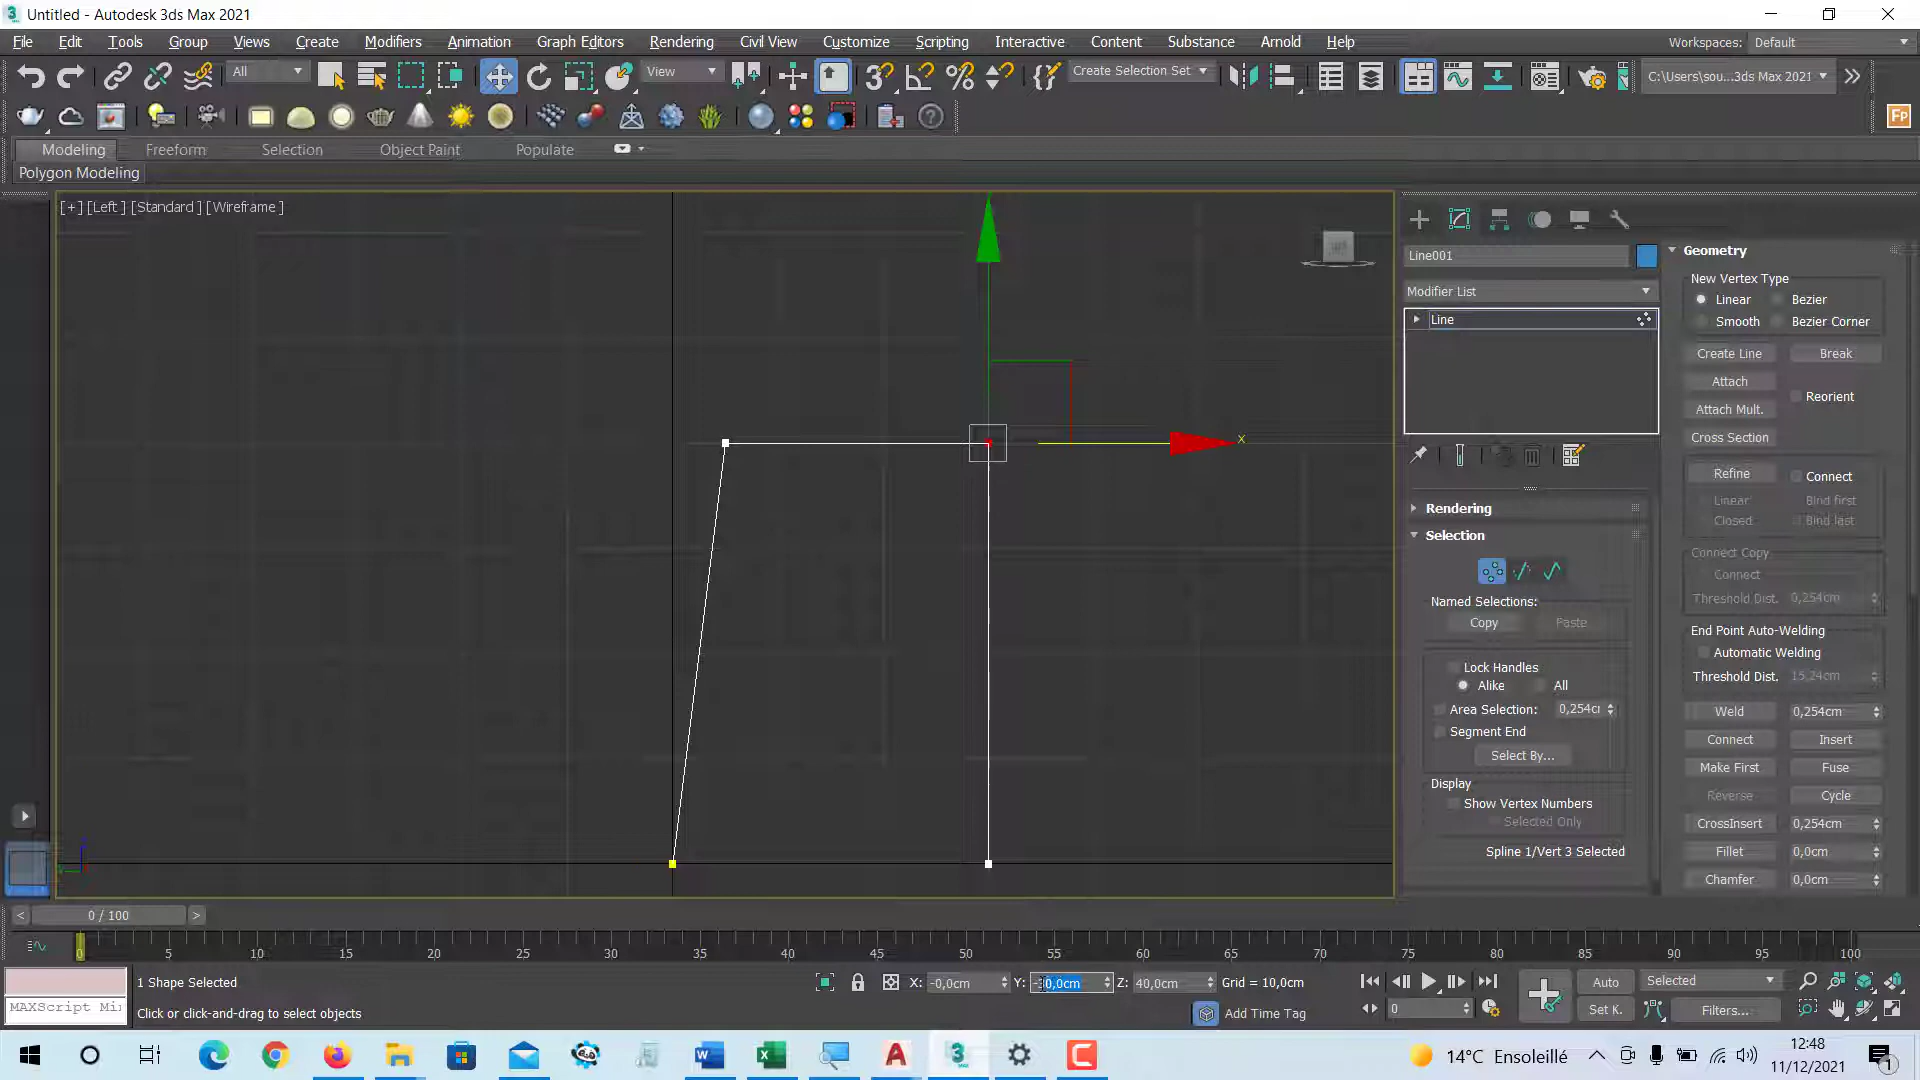 Untitled - Autodesk 3ds Max 2021
File Edit Tools Group Views Create Modifiers Animation Graph Editors Rendering Civil View Customize Scripting Interactive Content Substance Arnold Help Workspaces: Default
All View Create Selection Set C:\Users\sou...3ds Max 2021
Modeling Freeform Selection Object Paint Populate
Polygon Modeling
[+] [Left ] [Standard ] [Wireframe ]
x
Line001
Modifier List
Line
Rendering
Selection
Named Selections:
Copy Paste
Lock Handles
Alike All
Area Selection: 0,254cr
Segment End
Select By...
Display
Show Vertex Numbers
Selected Only
Spline 1/Vert 3 Selected
Geometry
New Vertex Type
Linear Bezier
Smooth Bezier Corner
Create Line Break
Attach
Reorient
Attach Mult.
Cross Section
Refine Connect
Linear Bind first
Closed Bind last
Connect Copy
Connect
Threshold Dist. 0,254cm
End Point Auto-Welding
Automatic Welding
Threshold Dist. 15,24cm
Weld 0,254cm
Connect Insert
Make First Fuse
Reverse Cycle
CrossInsert 0,254cm
Fillet 0,0cm
Chamfer 0,0cm
< 0 / 100 >
0 5 10 15 20 25 30 35 40 45 50 55 60 65 70 75 80 85 90 95 100
1 Shape Selected X: -0,0cm Y: Z: 40,0cm Grid = 10,0cm Auto Selected
MAXScript Mi
Click or click-and-drag to select objects Add Time Tag 0 Set K. Filters...
14°C Ensoleillé
12:48
11/12/2021
Fp
1